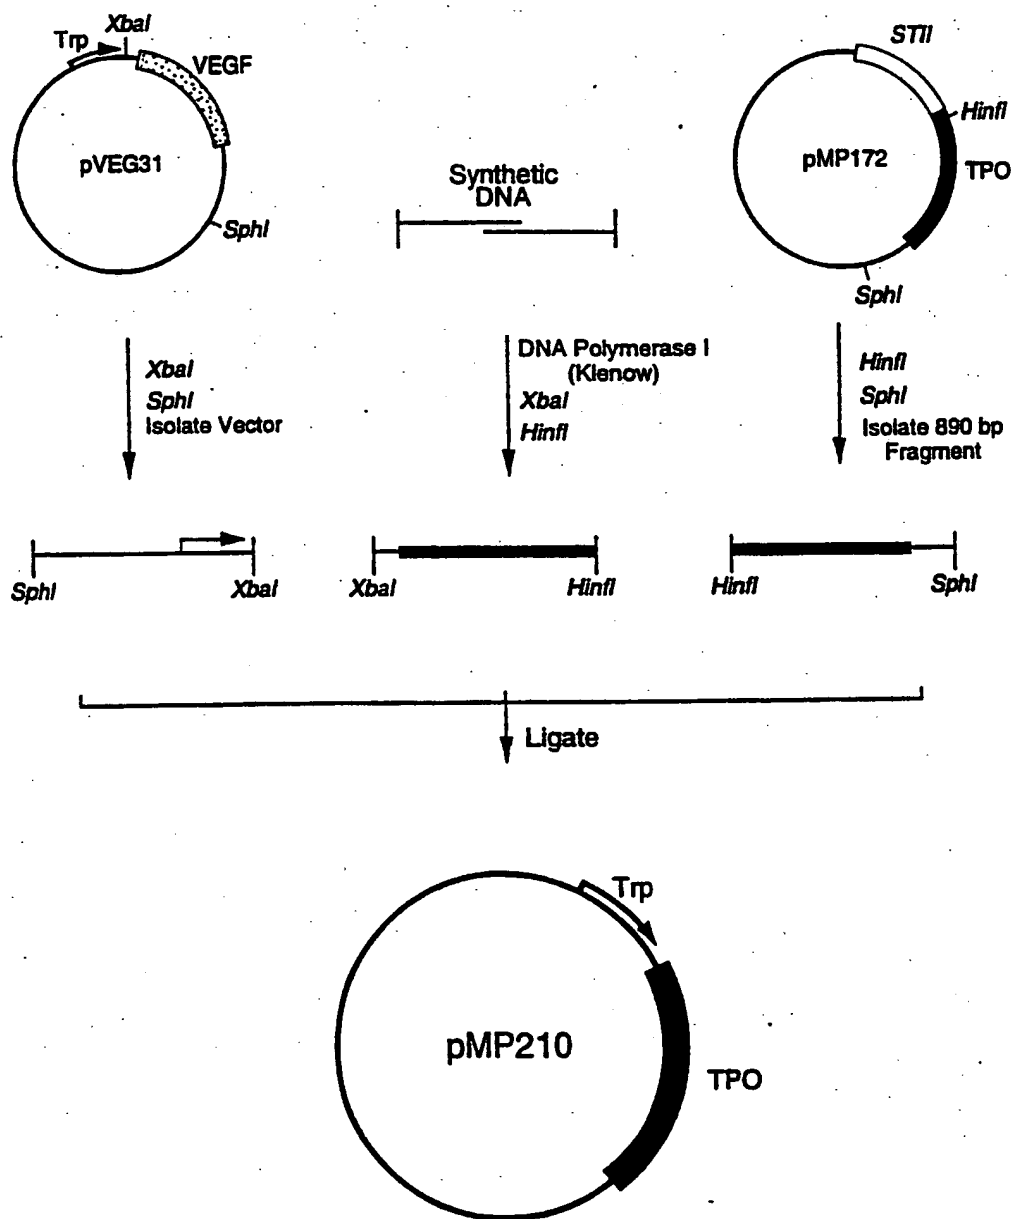 XbaI
Trp
VEGF
pVEG31
SphI
Synthetic
DNA
STII
HinfI
pMP172
TPO
SphI
XbaI
SphI
Isolate Vector
DNA Polymerase I
(Klenow)
XbaI
HinfI
HinfI
SphI
Isolate 890 bp
Fragment
SphI
XbaI
XbaI
HinfI
HinfI
SphI
Ligate
Trp
pMP210
TPO